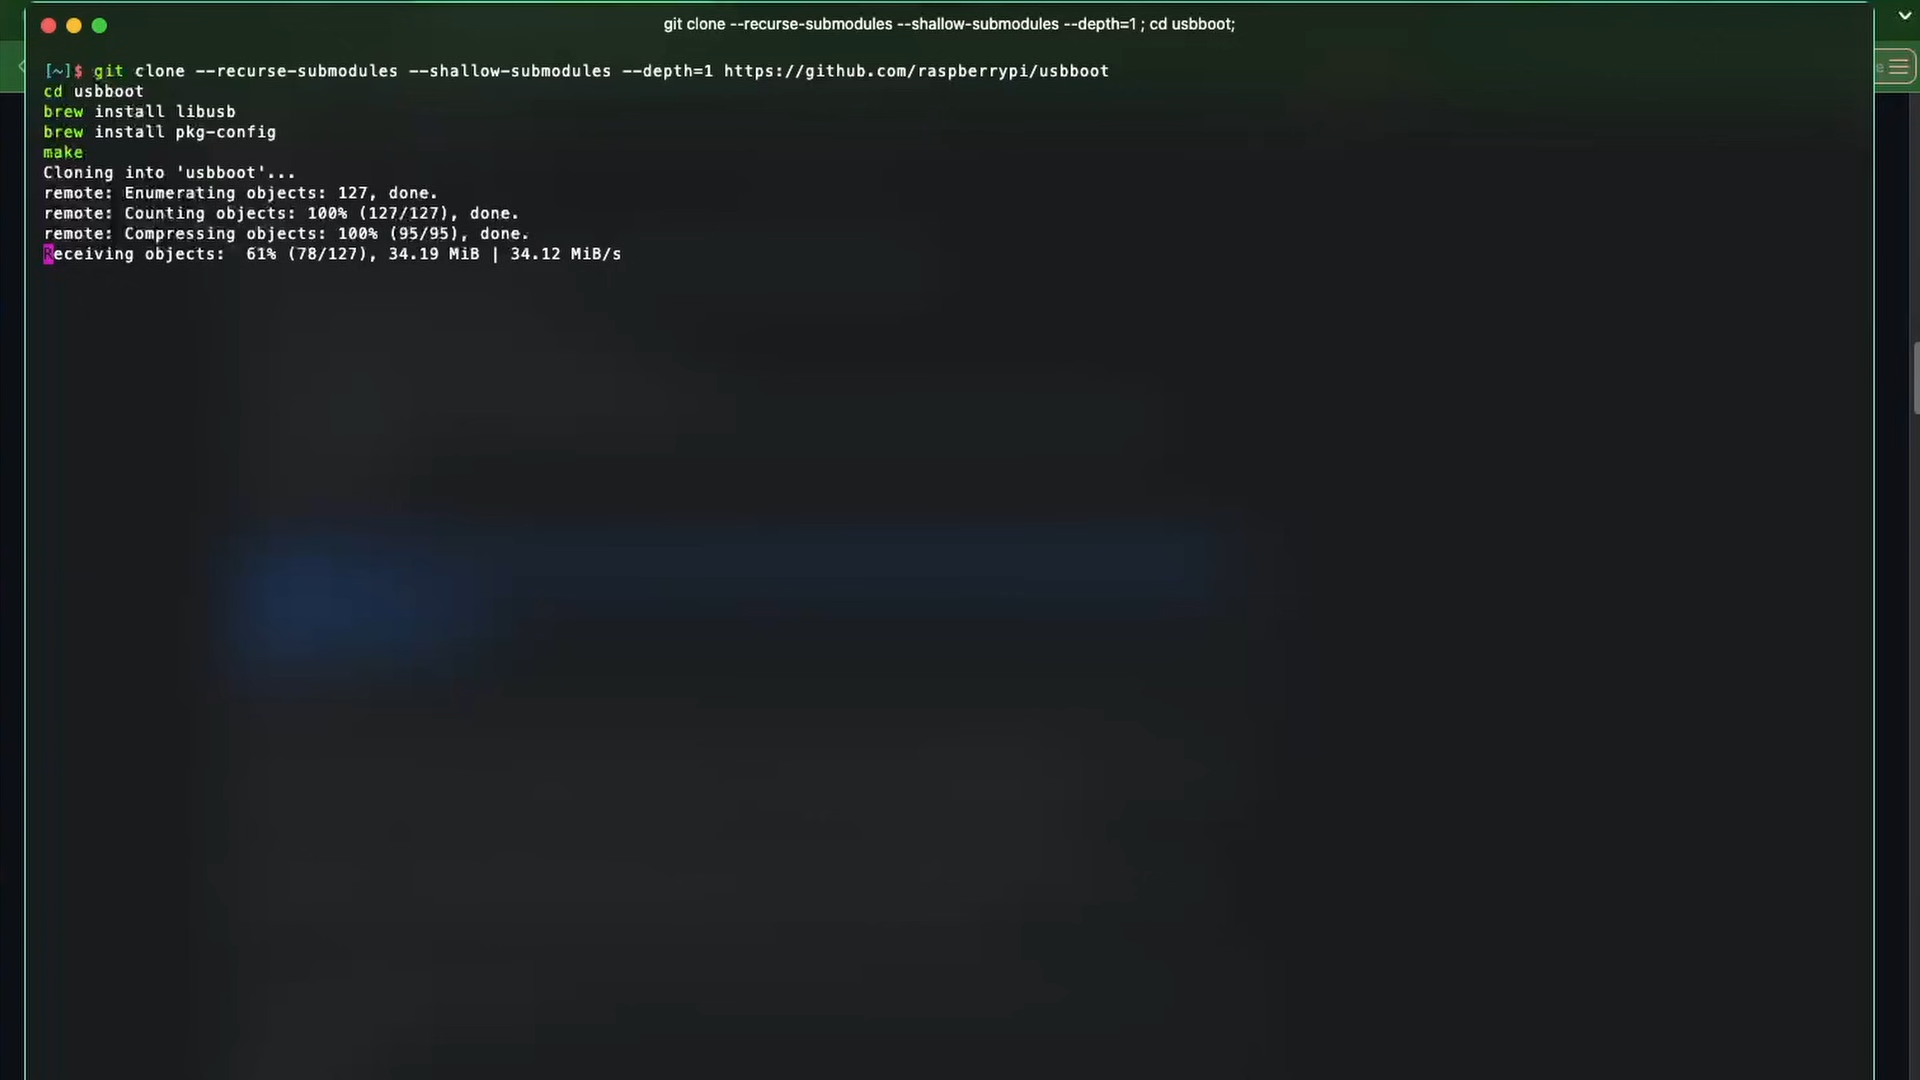 git clone --recurse-submodules --shallow-submodules --depth=1 ; cd usbboot;
[~]$ git clone --recurse-submodules --shallow-submodules --depth=1 https://github.com/raspberrypi/usbboot
cd usbboot
brew install libusb
brew install pkg-config
make
Cloning into 'usbboot'...
remote: Enumerating objects: 127, done.
remote: Counting objects: 100% (127/127), done.
remote: Compressing objects: 100% (95/95), done.
Receiving objects:  61% (78/127), 34.19 MiB | 34.12 MiB/s